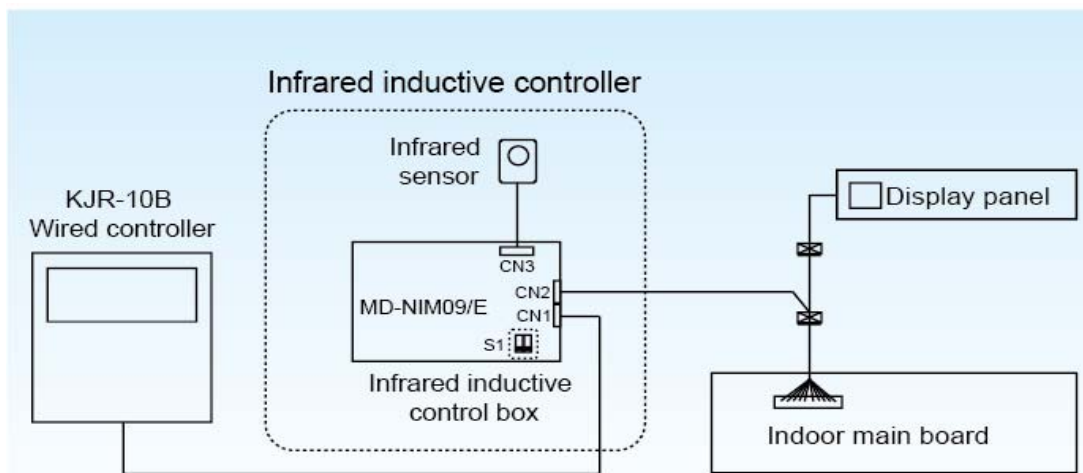 Infrared inductive controller
Infrared
sensor
KJR-10B
Wired controller
Display panel
CN3
CN2
MD-NIM09/E
CN1
S1
Infrared inductive
control box
Indoor main board